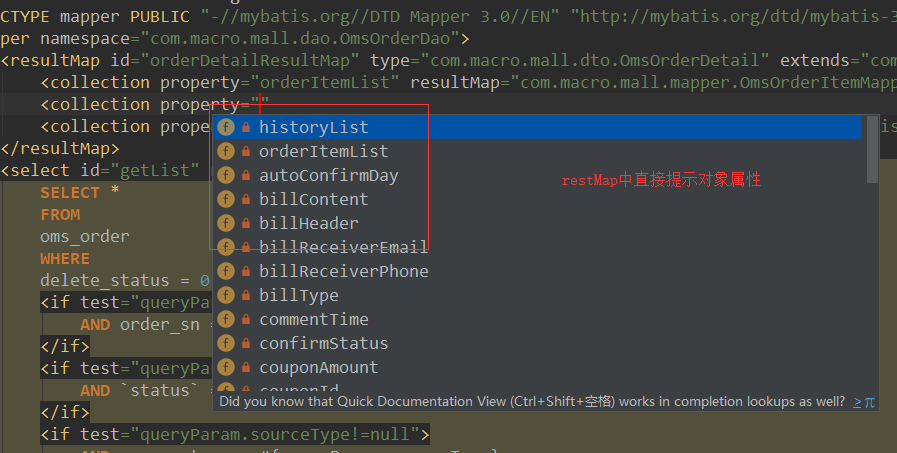 CTYPE mapper PUBLIC "-//mybatis.org//DTD Mapper 3.0//EN" "http://mybatis.org/dtd/mybatis-3
per namespace="com.macro.mall.dao.OmsOrderDao">
<resultMap id="orderDetailResultMap" type="com.macro.mall.dto.OmsOrderDetail" extends="com
<collection property="orderItemList" resultMap="com.macro.mall.mapper.OmsOrderItemMapp
<collection property=""
<collection prope
is
</resultMap>
<select id="getList"
SELECT *
FROM
oms_order
WHERE
delete_status = 0
<if test="queryPa
AND order_sn =
</if>
<if test="queryPa
AND `status` =
</if>
<if test="queryParam.sourceType!=null">
historyList
orderItemList
autoConfirmDay
billContent
billHeader
billReceiverEmail
billReceiverPhone
billType
commentTime
confirmStatus
couponAmount
couponId
Did you know that Quick Documentation View (Ctrl+Shift+空格) works in completion lookups as well? ≥ π
restMap中直接提示对象属性